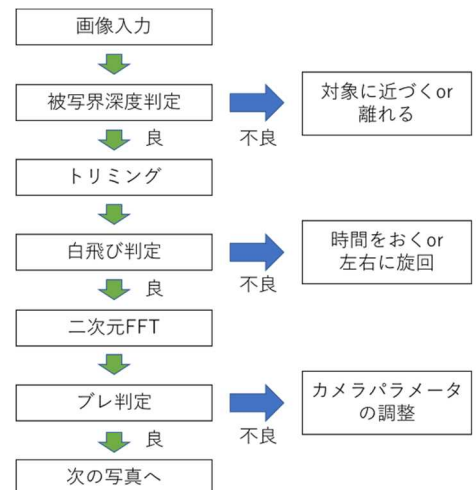 画像入力
被写界深度判定
対象に近づくor
離れる
良
不良
トリミング
白飛び判定
時間をおくor
左右に旋回
良
不良
二次元FFT
ブレ判定
カメラパラメータ
の調整
良
不良
次の写真へ